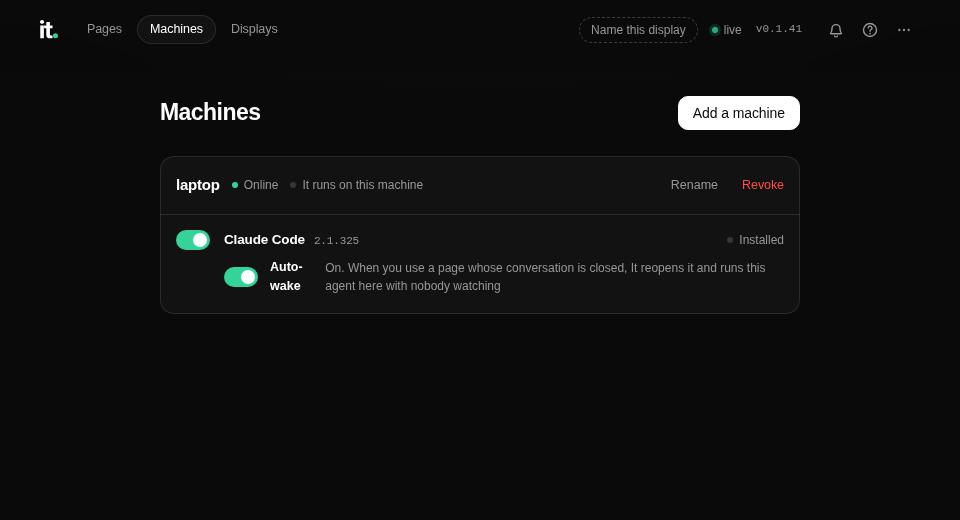 it.
Pages
Machines
Displays
Name this display
live
v0.1.41
Machines
Add a machine
laptop
Online
It runs on this machine
Rename
Revoke
Claude Code 2.1.325
Installed
Auto-
wake
On. When you use a page whose conversation is closed, It reopens it and runs this
agent here with nobody watching